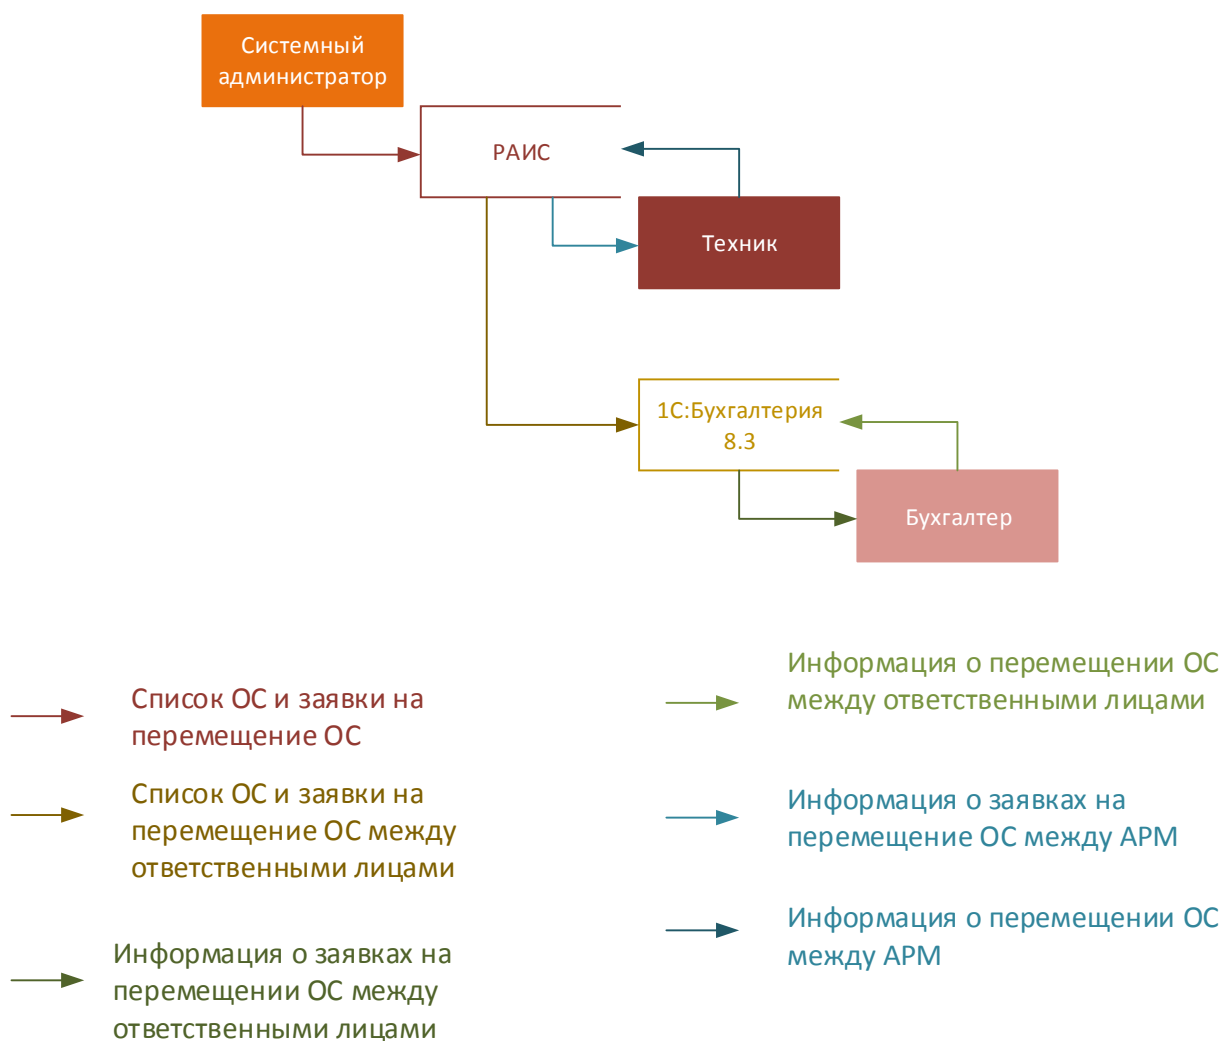 Системный
администратор
РАИС
Техник
1С:Бухгалтерия
8.3
Бухгалтер
Список ОС и заявки на
перемещение ОС
Список ОС и заявки на
перемещение ОС между
ответственными лицами
Информация о заявках на
перемещении ОС между
ответственными лицами
Информация о перемещении ОС
между ответственными лицами
Информация о заявках на
перемещение ОС между АРМ
Информация о перемещении ОС
между АРМ